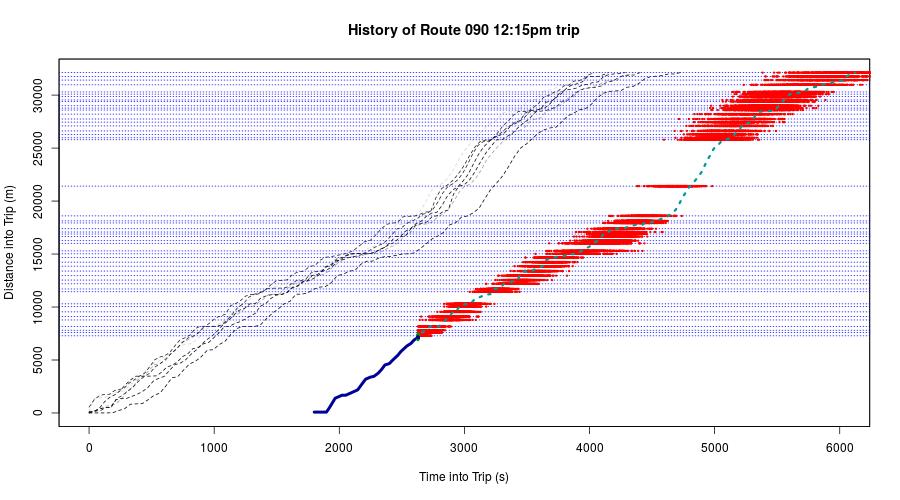 History of Route 090 12:15pm trip
Distance into Trip (m)
30000
25000
20000
15000
10000
5000
0
0 1000 2000 3000 4000 5000 6000
Time into Trip (s)